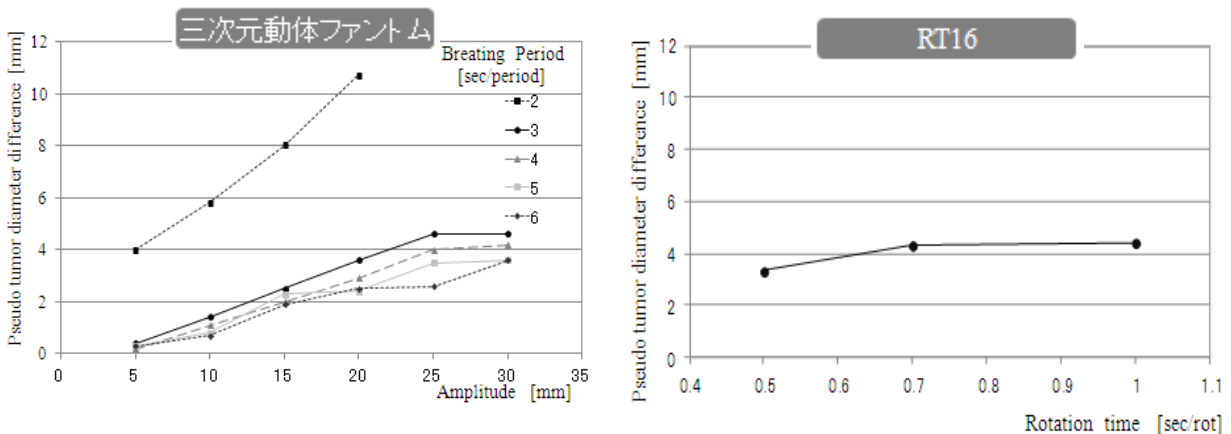 三次元動体ファントム
Pseudo tumor diameter difference [mm]
12
10
8
6
4
2
0
0 5 10 15 20 25 30 35
Amplitude [mm]
Breating Period
[sec/period]
2
3
4
5
6
RT16
Pseudo tumor diameter difference [mm]
12
10
8
6
4
2
0
0.4 0.5 0.6 0.7 0.8 0.9 1 1.1
Rotation time [sec/rot]